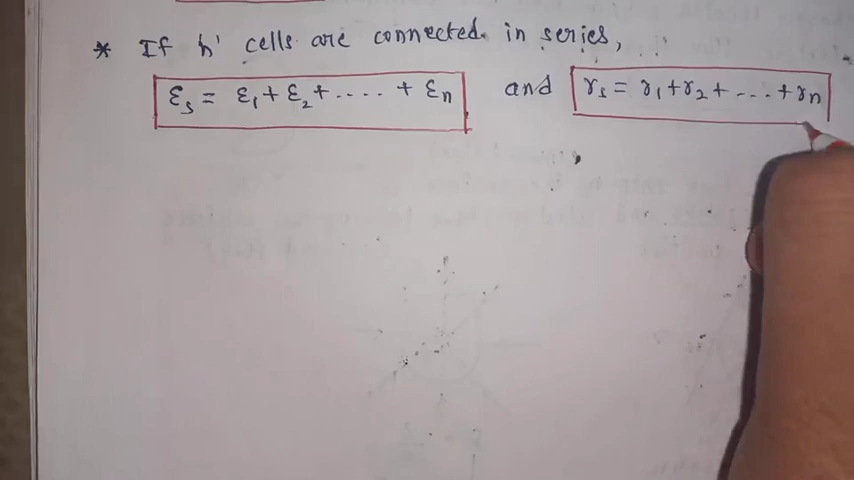 * If 'n' cells are connected in series,
εs = ε1 + ε2 + .... + εn and rs = r1 + r2 + ... + rn